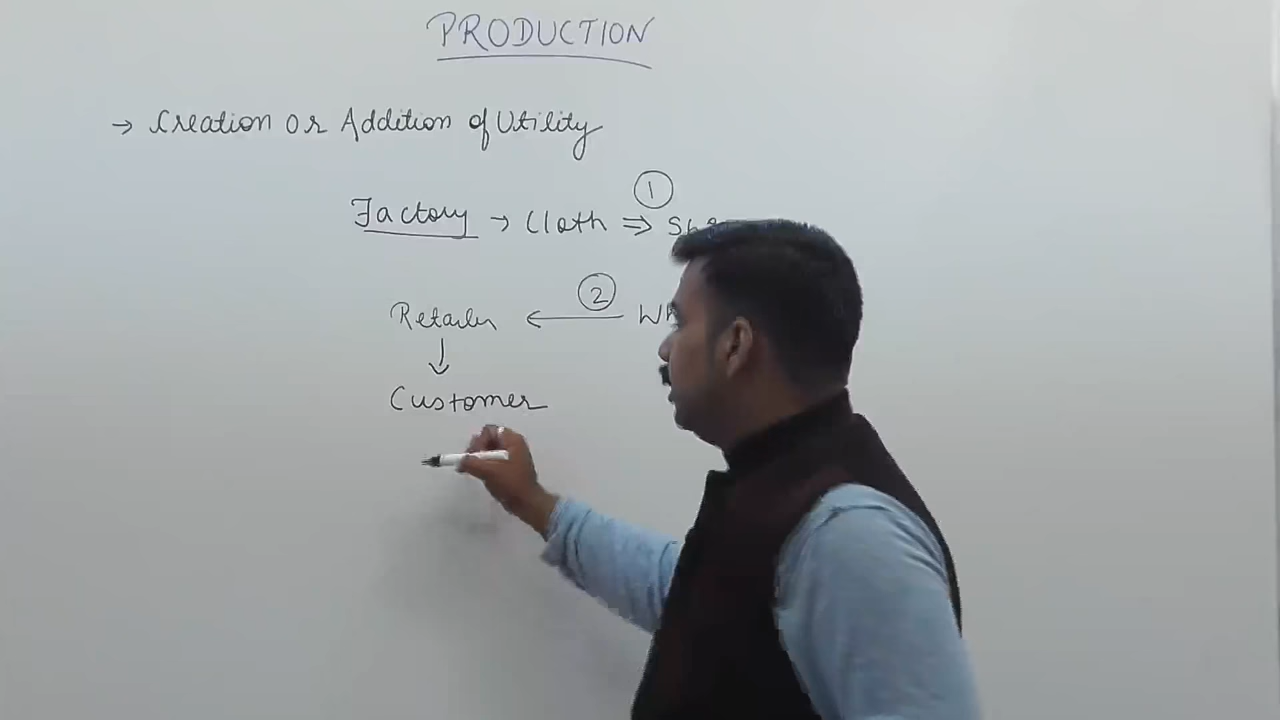 PRODUCTION
→ Creation or Addition of Utility
1
Factory → Cloth ⇒
2
Retailer ←
↓
Customer